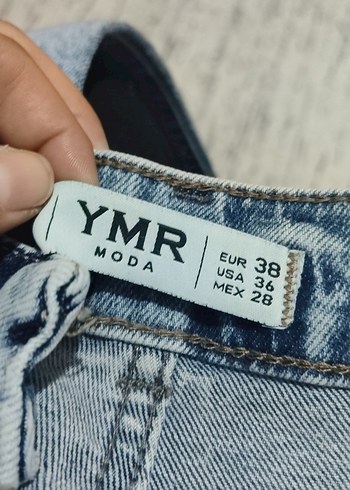 YMR
MODA
EUR 38
USA 36
MEX 28